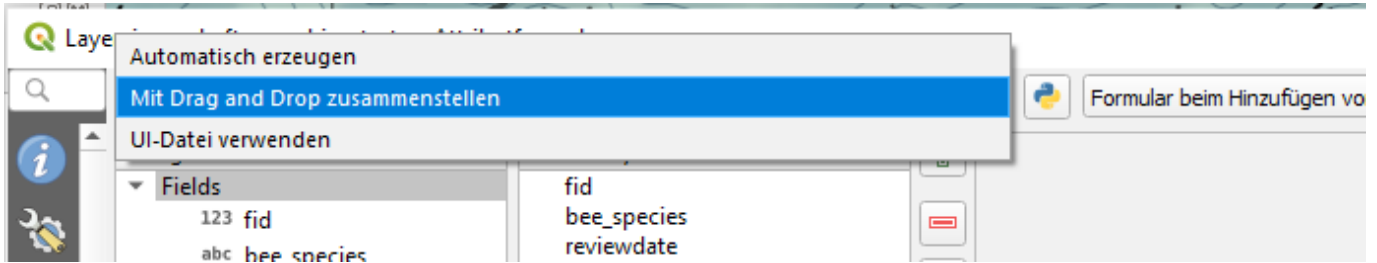 Laye
Automatisch erzeugen
Mit Drag and Drop zusammenstellen
Formular beim Hinzufügen vo
UI-Datei verwenden
Fields
fid
123 fid
bee_species
abc bee_species
reviewdate